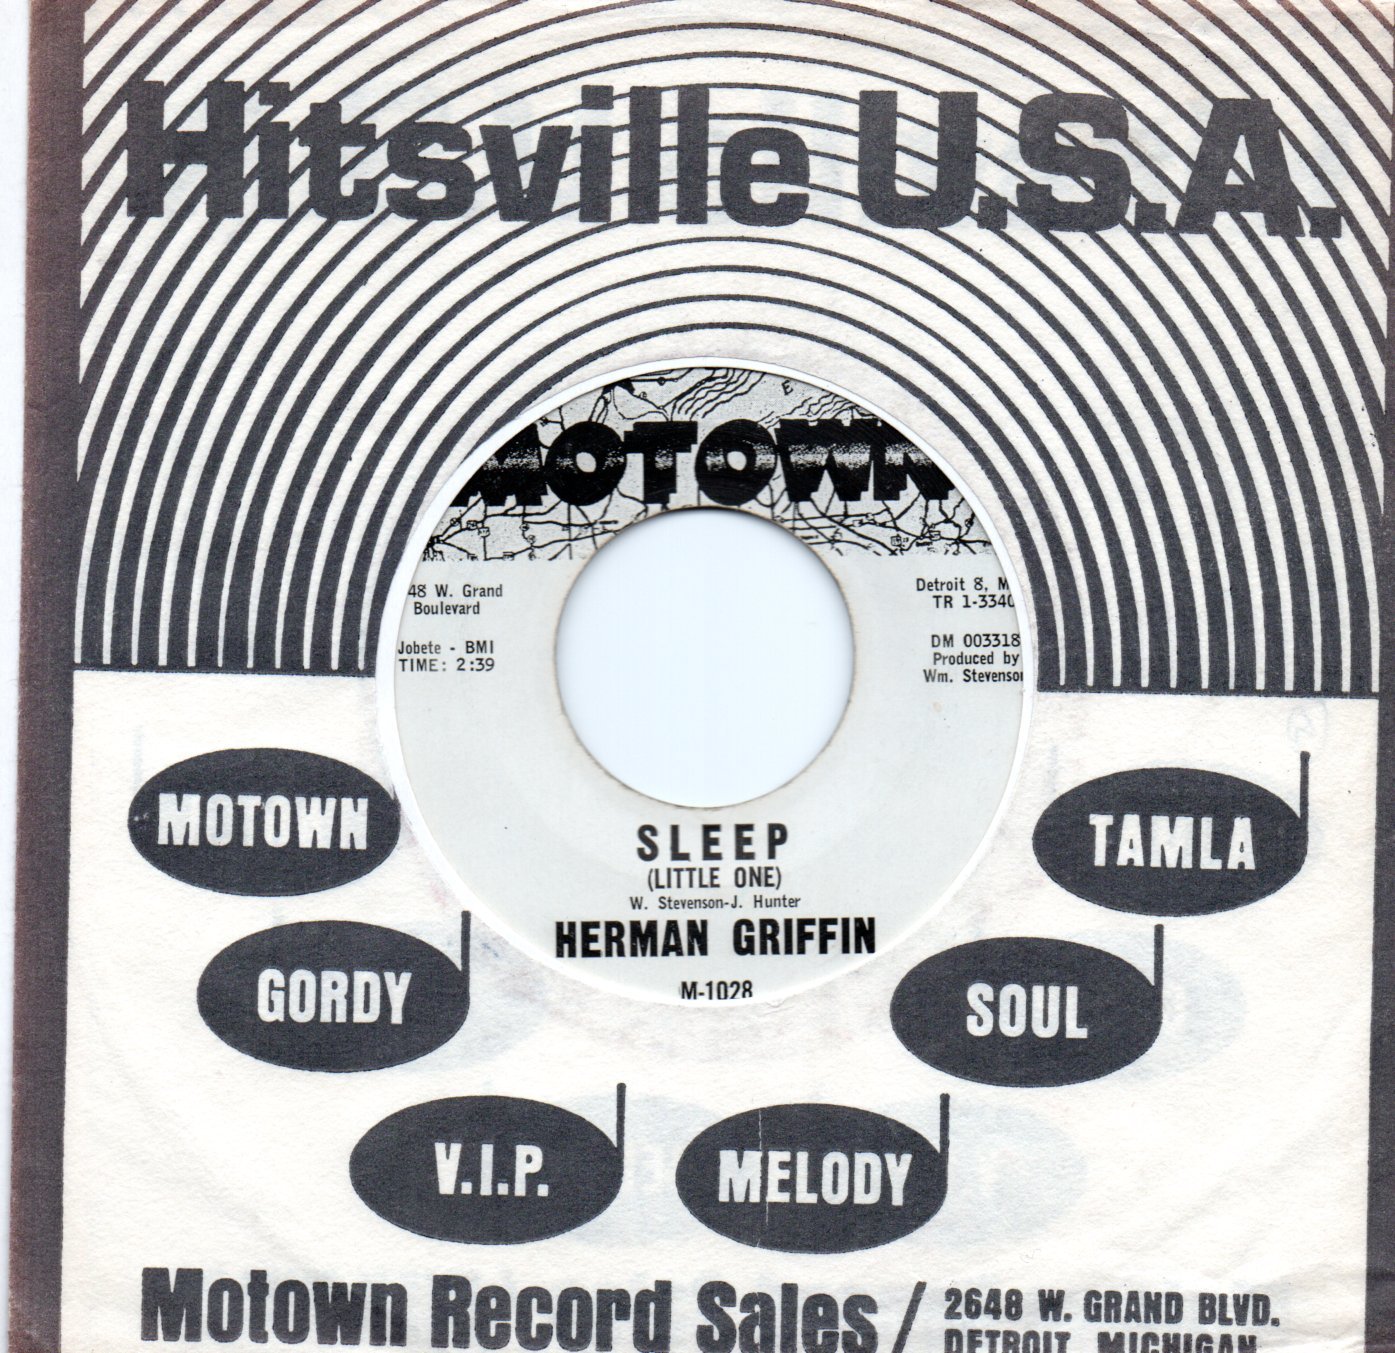 Hitsville U.S.A.
MOTOWN
48 W. Grand
Boulevard
Detroit 8, M
TR 1-3340
Jobete - BMI
TIME: 2:39
DM 003318
Produced by
Wm. Stevenson
SLEEP
(LITTLE ONE)
W. Stevenson-J. Hunter
HERMAN GRIFFIN
M-1028
MOTOWN
TAMLA
GORDY
SOUL
V.I.P.
MELODY
Motown Record Sales / 2648 W. GRAND BLVD.
DETROIT, MICHIGAN